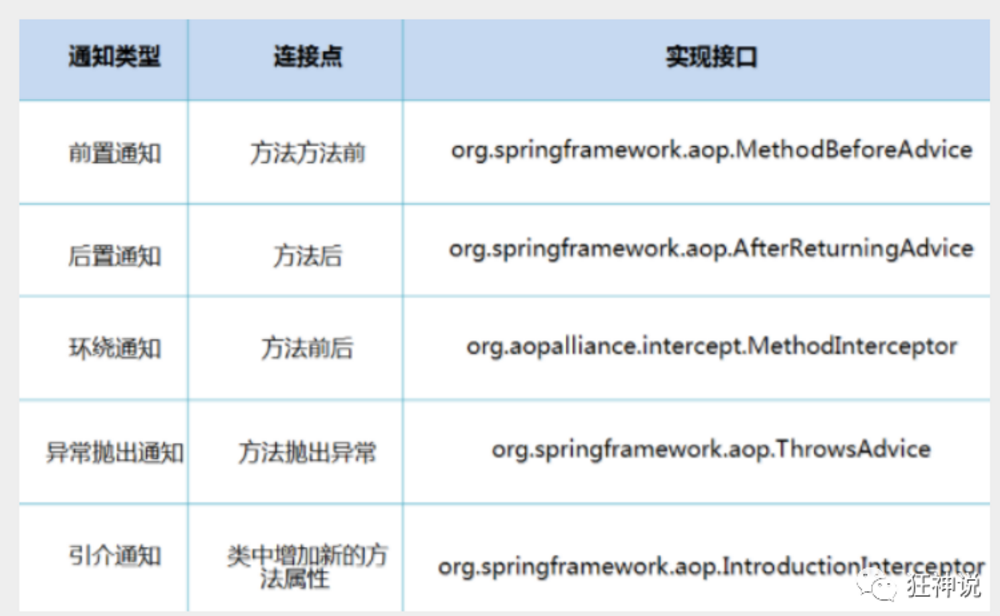 通知类型 连接点 实现接口
前置通知 方法方法前 org.springframework.aop.MethodBeforeAdvice
后置通知 方法后 org.springframework.aop.AfterReturningAdvice
环绕通知 方法前后 org.aopalliance.intercept.MethodInterceptor
异常抛出通知 方法抛出异常 org.springframework.aop.ThrowsAdvice
引介通知 类中增加新的方
法属性 org.springframework.aop.IntroductionInterceptor
狂神说